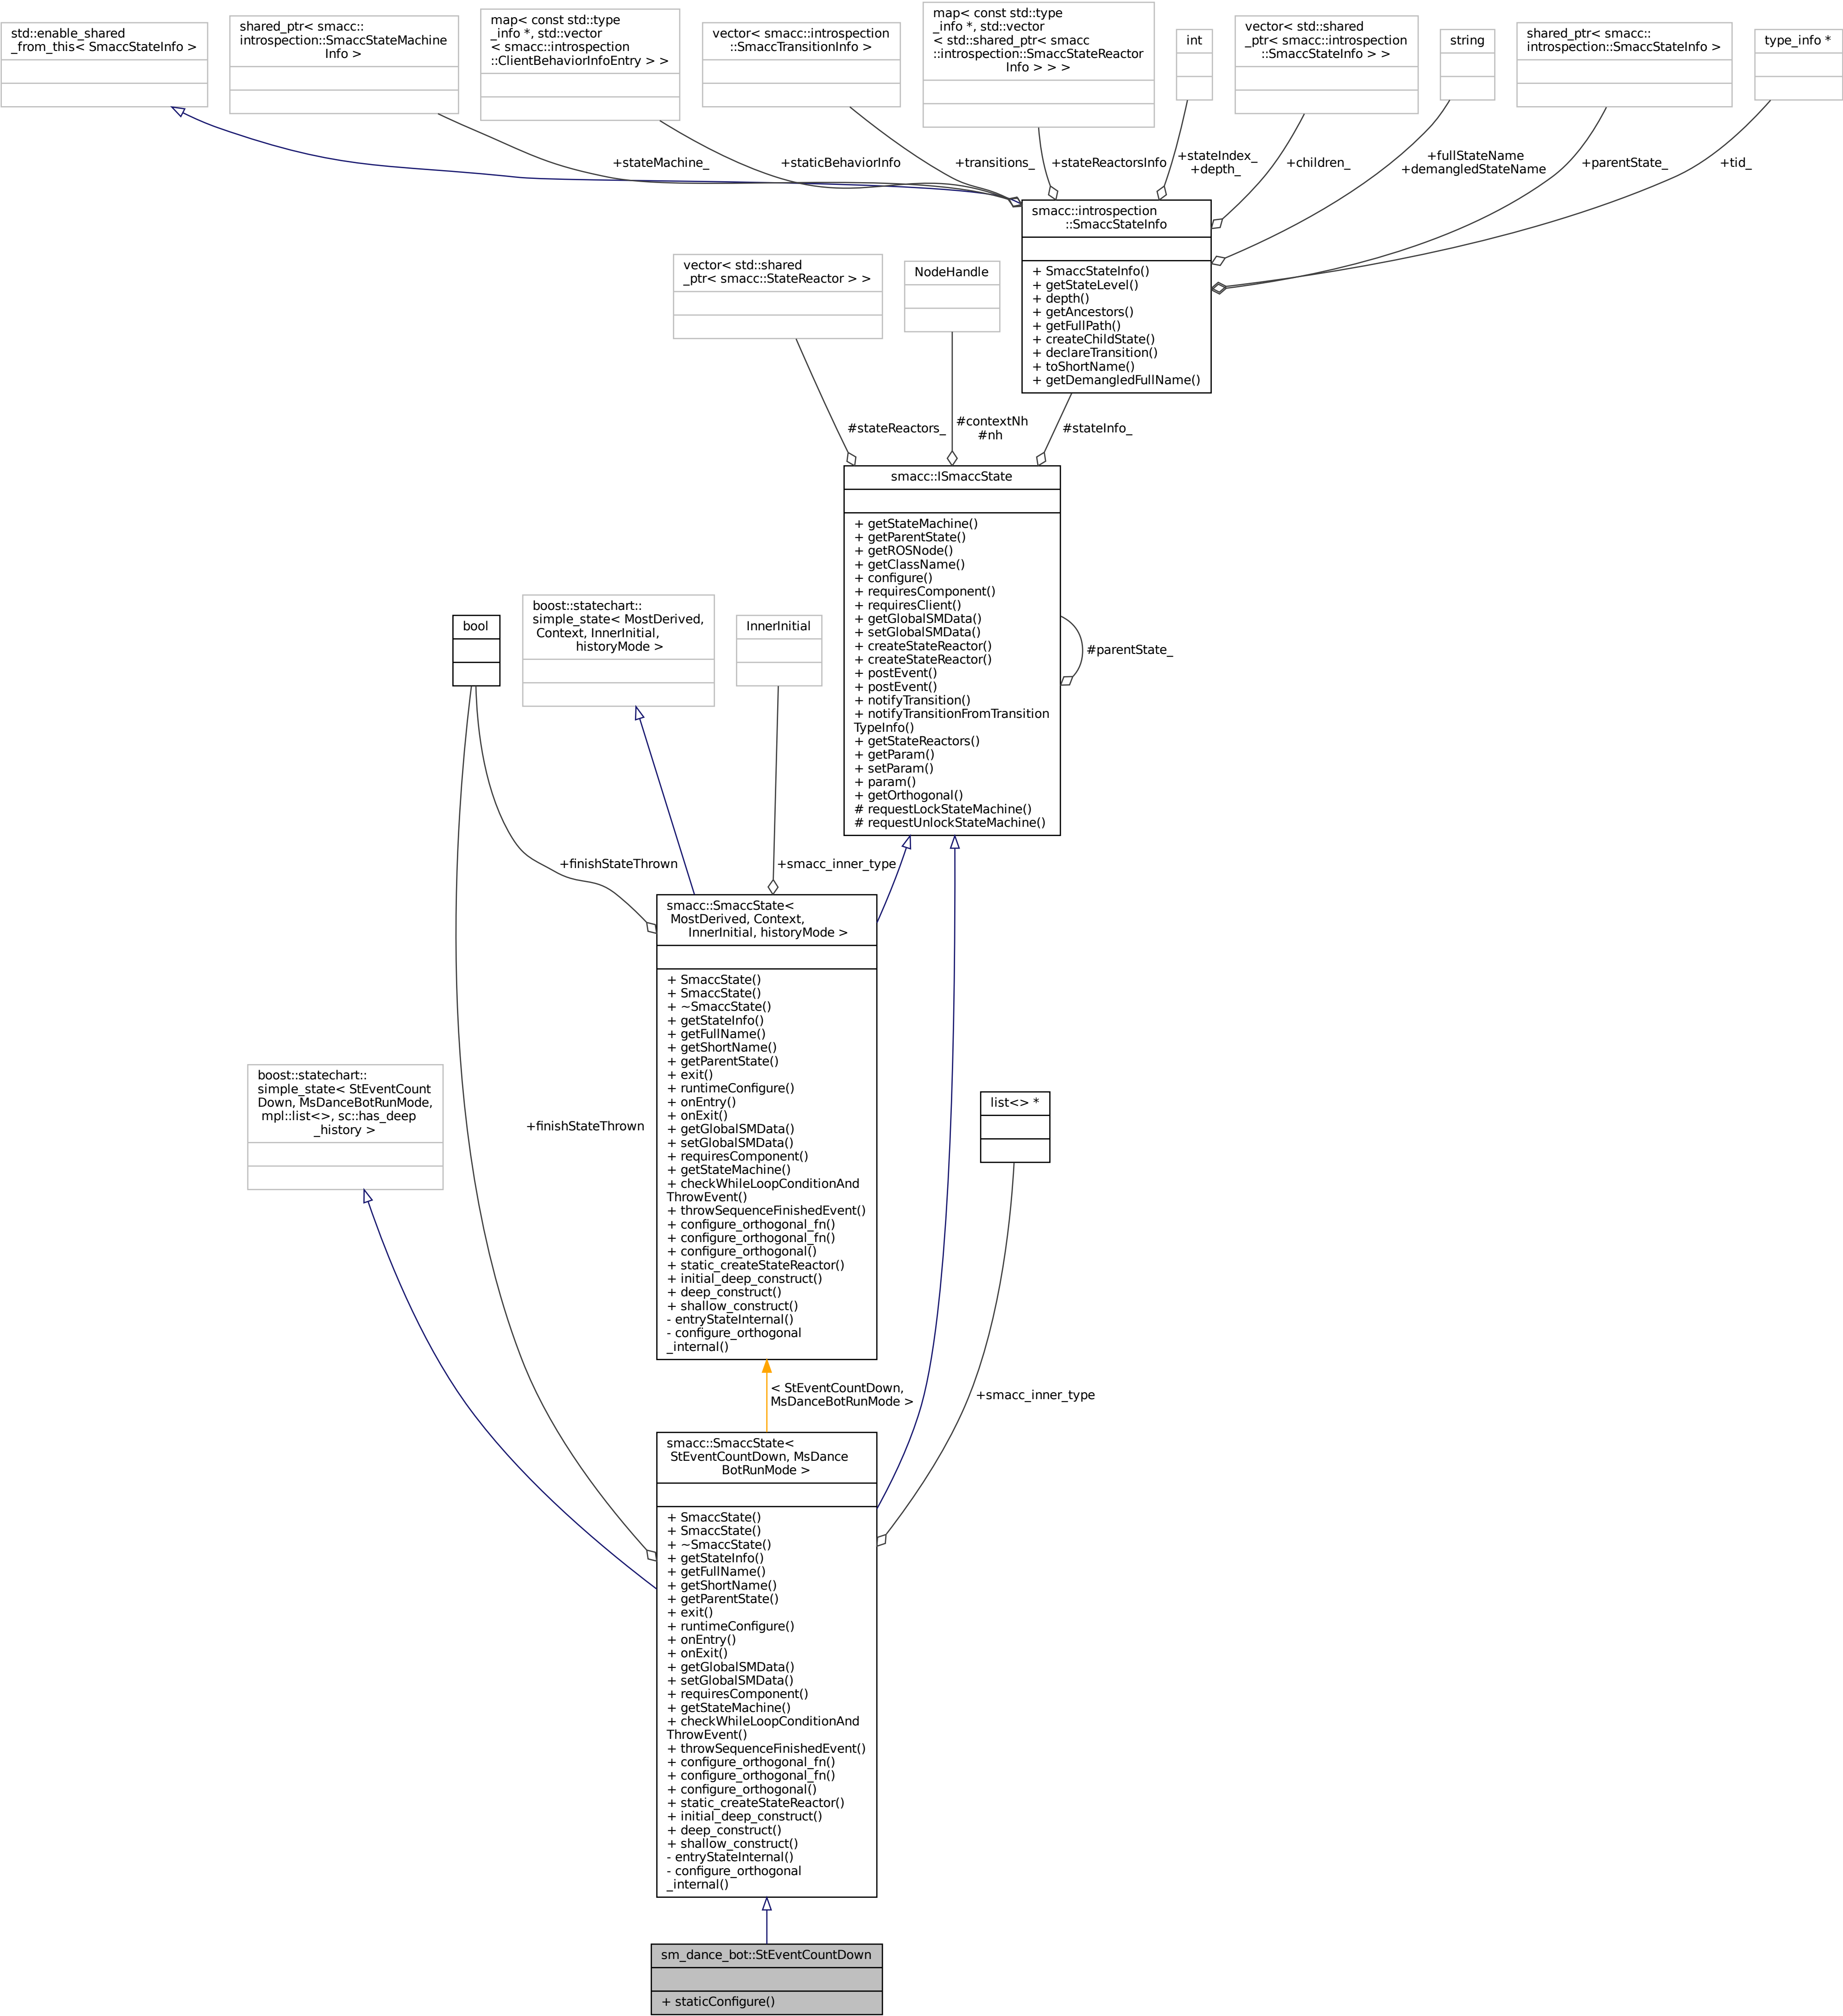 std::enable_shared
_from_this< SmaccStateInfo >
shared_ptr< smacc::
introspection::SmaccStateMachine
Info >
map< const std::type
_info *, std::vector
< smacc::introspection
::ClientBehaviorInfoEntry > >
vector< smacc::introspection
::SmaccTransitionInfo >
map< const std::type
_info *, std::vector
< std::shared_ptr< smacc
::introspection::SmaccStateReactor
Info > > >
int
vector< std::shared
_ptr< smacc::introspection
::SmaccStateInfo > >
string
shared_ptr< smacc::
introspection::SmaccStateInfo >
type_info *
+stateMachine_
+staticBehaviorInfo
+transitions_
+stateReactorsInfo
+stateIndex_
+depth_
+children_
+fullStateName
+demangledStateName
+parentState_
+tid_
smacc::introspection
::SmaccStateInfo
+ SmaccStateInfo()
+ getStateLevel()
+ depth()
+ getAncestors()
+ getFullPath()
+ createChildState()
+ declareTransition()
+ toShortName()
+ getDemangledFullName()
vector< std::shared
_ptr< smacc::StateReactor > >
NodeHandle
#stateReactors_
#contextNh
#nh
#stateInfo_
smacc::ISmaccState
+ getStateMachine()
+ getParentState()
+ getROSNode()
+ getClassName()
+ configure()
+ requiresComponent()
+ requiresClient()
+ getGlobalSMData()
+ setGlobalSMData()
+ createStateReactor()
+ createStateReactor()
+ postEvent()
+ postEvent()
+ notifyTransition()
+ notifyTransitionFromTransition
TypeInfo()
+ getStateReactors()
+ getParam()
+ setParam()
+ param()
+ getOrthogonal()
# requestLockStateMachine()
# requestUnlockStateMachine()
#parentState_
bool
boost::statechart::
simple_state< MostDerived,
Context, InnerInitial,
historyMode >
InnerInitial
+finishStateThrown
+smacc_inner_type
smacc::SmaccState<
MostDerived, Context,
InnerInitial, historyMode >
+ SmaccState()
+ SmaccState()
+ ~SmaccState()
+ getStateInfo()
+ getFullName()
+ getShortName()
+ getParentState()
+ exit()
+ runtimeConfigure()
+ onEntry()
+ onExit()
+ getGlobalSMData()
+ setGlobalSMData()
+ requiresComponent()
+ getStateMachine()
+ checkWhileLoopConditionAnd
ThrowEvent()
+ throwSequenceFinishedEvent()
+ configure_orthogonal_fn()
+ configure_orthogonal_fn()
+ configure_orthogonal()
+ static_createStateReactor()
+ initial_deep_construct()
+ deep_construct()
+ shallow_construct()
- entryStateInternal()
- configure_orthogonal
_internal()
boost::statechart::
simple_state< StEventCount
Down, MsDanceBotRunMode,
mpl::list<>, sc::has_deep
_history >
+finishStateThrown
list<> *
< StEventCountDown,
MsDanceBotRunMode >
+smacc_inner_type
smacc::SmaccState<
StEventCountDown, MsDance
BotRunMode >
+ SmaccState()
+ SmaccState()
+ ~SmaccState()
+ getStateInfo()
+ getFullName()
+ getShortName()
+ getParentState()
+ exit()
+ runtimeConfigure()
+ onEntry()
+ onExit()
+ getGlobalSMData()
+ setGlobalSMData()
+ requiresComponent()
+ getStateMachine()
+ checkWhileLoopConditionAnd
ThrowEvent()
+ throwSequenceFinishedEvent()
+ configure_orthogonal_fn()
+ configure_orthogonal_fn()
+ configure_orthogonal()
+ static_createStateReactor()
+ initial_deep_construct()
+ deep_construct()
+ shallow_construct()
- entryStateInternal()
- configure_orthogonal
_internal()
sm_dance_bot::StEventCountDown
+ staticConfigure()